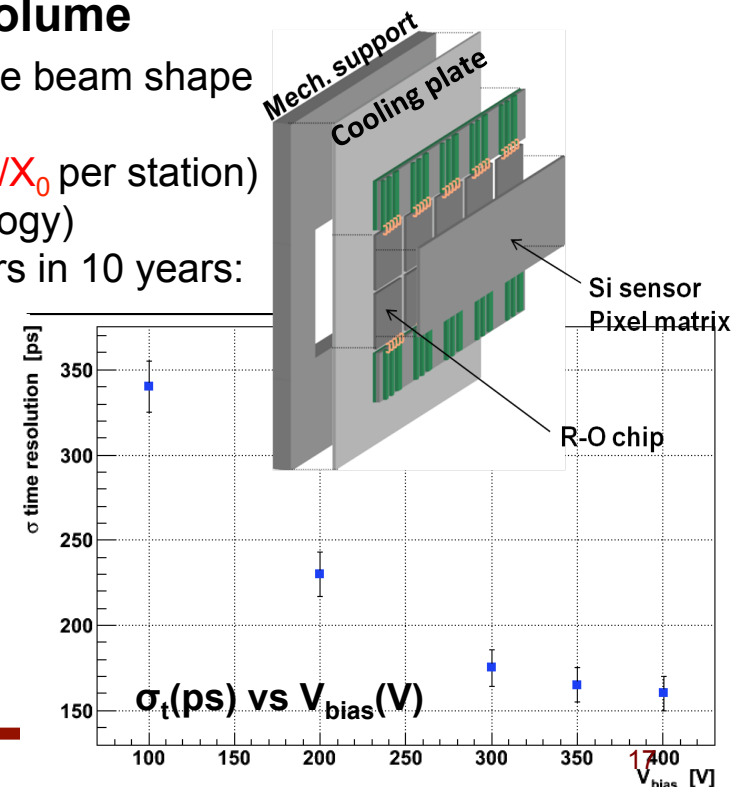 olume
e beam shape
/X0 per station)
ogy)
rs in 10 years:
Mech. support
Cooling plate
Si sensor
Pixel matrix
R-O chip
σ time resolution [ps]
350
300
250
200
150
σt(ps) vs Vbias(V)
100 150 200 250 300 350 400
17
Vbias [V]